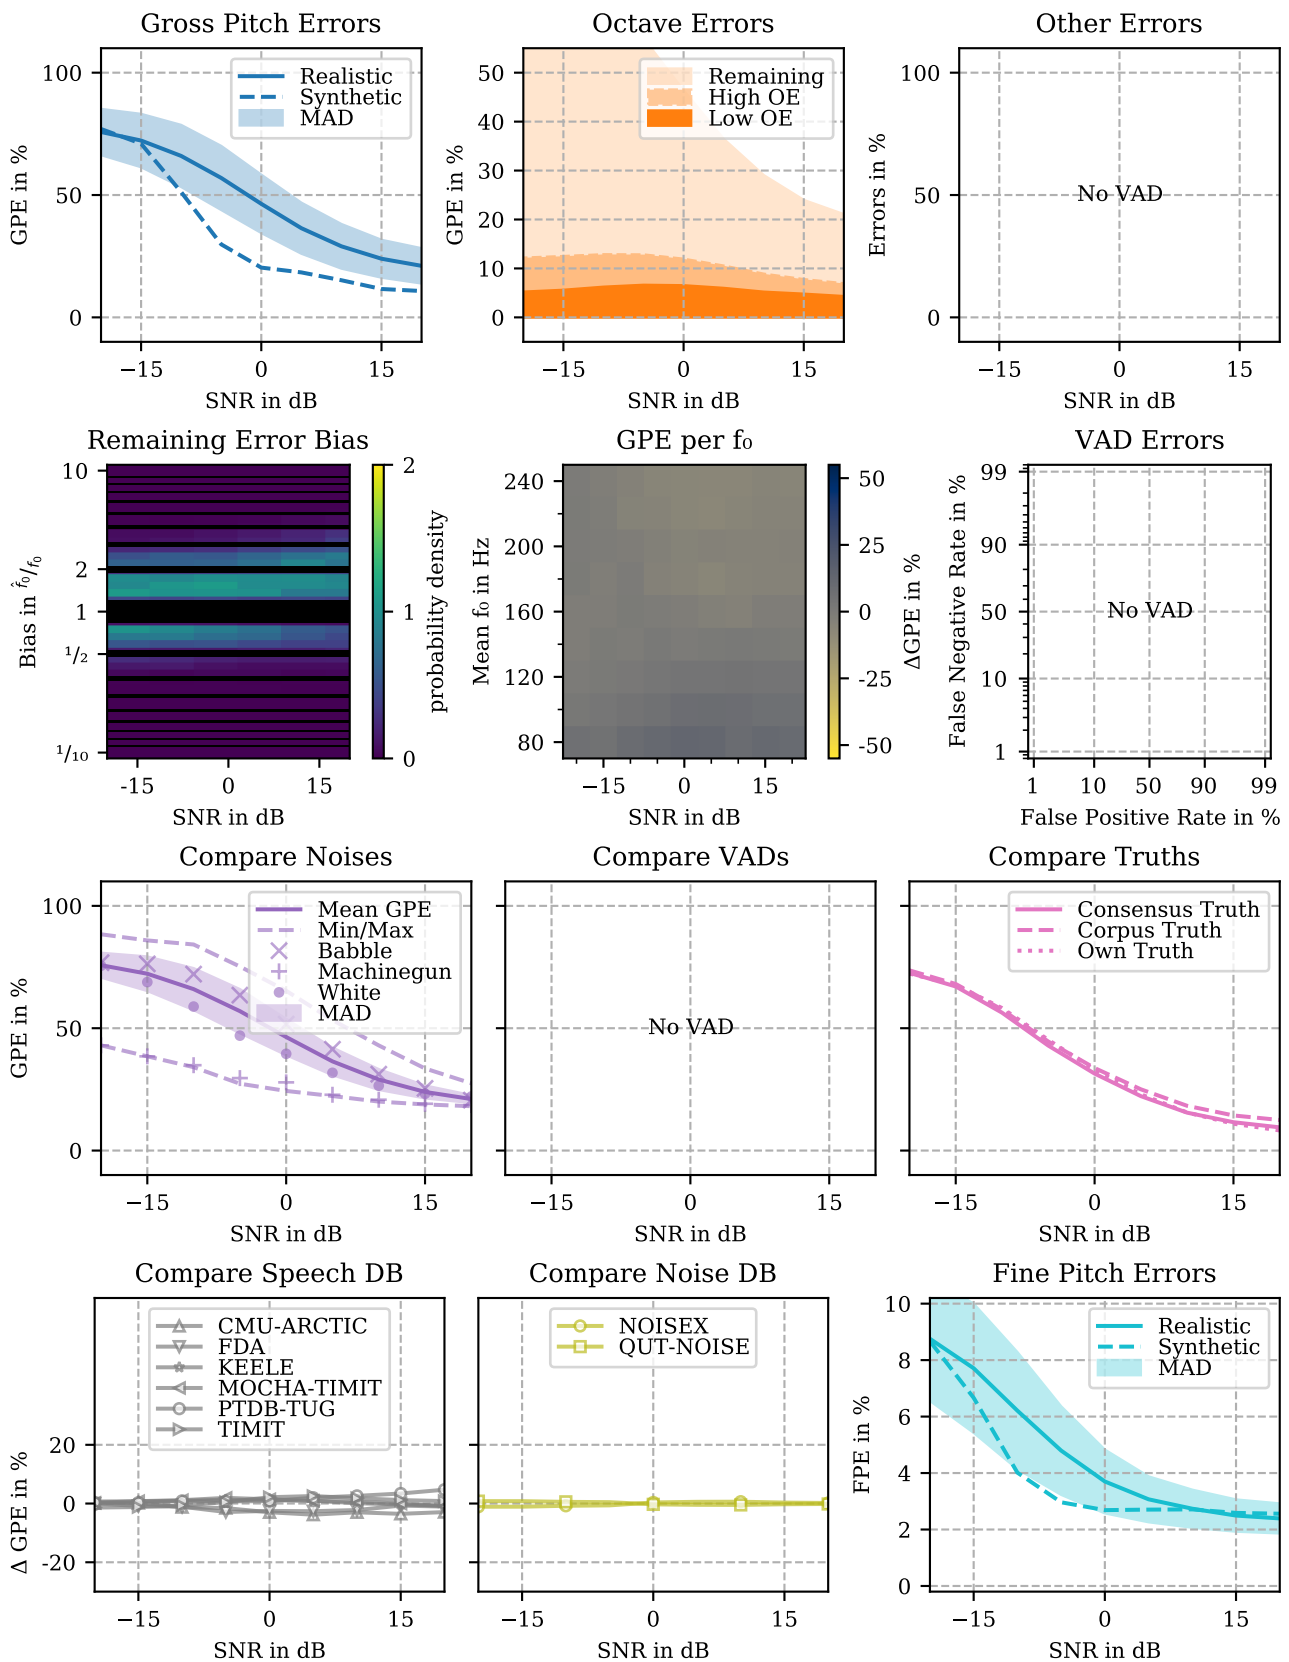 Gross Pitch Errors
100
50
0
GPE in %
Realistic
Synthetic
MAD
−15
0
15
SNR in dB
Octave Errors
50
40
30
20
10
0
GPE in %
Remaining
High OE
Low OE
−15
0
15
SNR in dB
Other Errors
100
50
0
Errors in %
No VAD
−15
0
15
SNR in dB
Remaining Error Bias
10
2
1
¹/₂
¹/₁₀
Bias in f̂₀/f₀
-15
0
15
SNR in dB
2
1
0
probability density
GPE per f₀
240
200
160
120
80
Mean f₀ in Hz
−15
0
15
SNR in dB
50
25
0
-25
-50
ΔGPE in %
VAD Errors
99
90
50
10
1
False Negative Rate in %
No VAD
1
10
50
90
99
False Positive Rate in %
Compare Noises
100
50
0
GPE in %
Mean GPE
Min/Max
Babble
Machinegun
White
MAD
−15
0
15
SNR in dB
Compare VADs
No VAD
−15
0
15
SNR in dB
Compare Truths
Consensus Truth
Corpus Truth
Own Truth
−15
0
15
SNR in dB
Compare Speech DB
20
0
-20
Δ GPE in %
CMU-ARCTIC
FDA
KEELE
MOCHA-TIMIT
PTDB-TUG
TIMIT
−15
0
15
SNR in dB
Compare Noise DB
NOISEX
QUT-NOISE
−15
0
15
SNR in dB
Fine Pitch Errors
10
8
6
4
2
0
FPE in %
Realistic
Synthetic
MAD
−15
0
15
SNR in dB